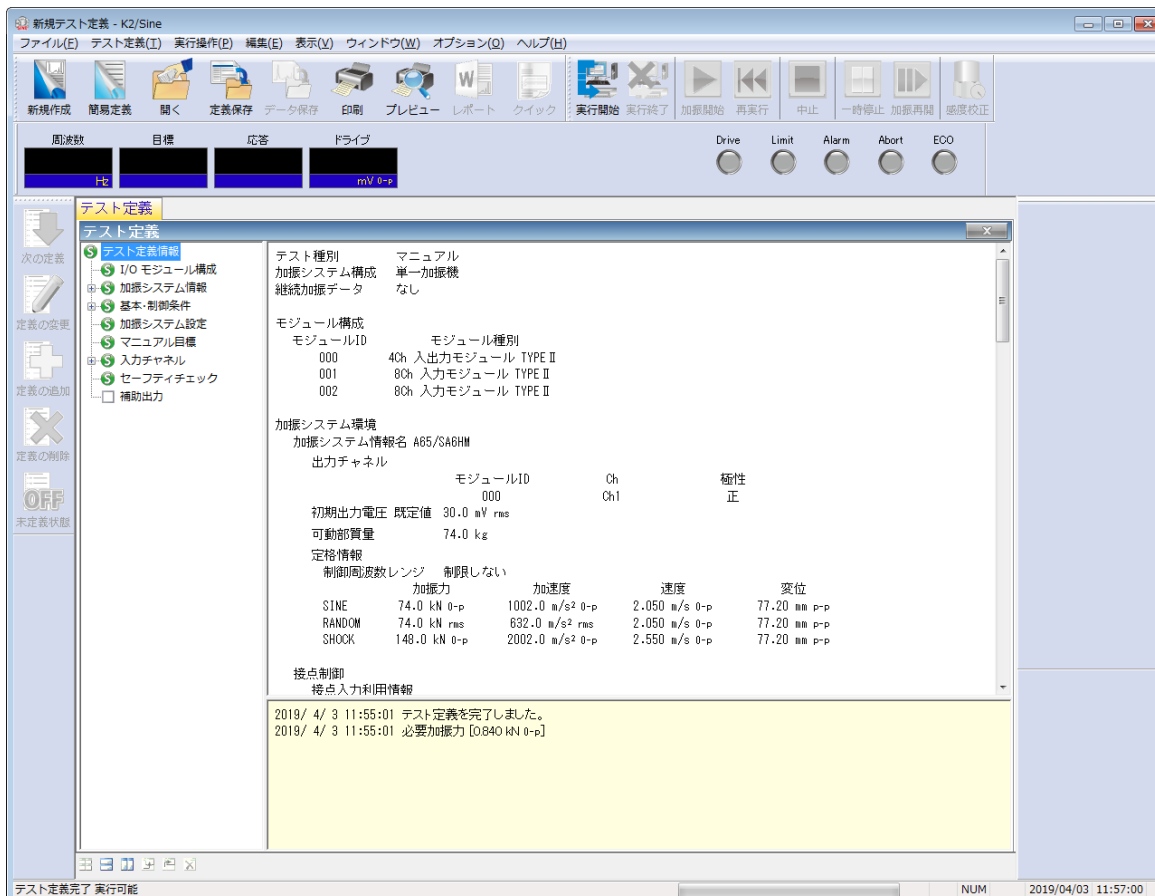 新規テスト定義 - K2/Sine
ファイル(F) テスト定義(T) 実行操作(P) 編集(E) 表示(V) ウィンドウ(W) オプション(O) ヘルプ(H)
新規作成 簡易定義 開く 定義保存 データ保存 印刷 プレビュー レポート クイック 実行開始 実行終了 加振開始 再実行 中止 一時停止 加振再開 感度校正
周波数 目標 応答 ドライブ Drive Limit Alarm Abort ECO
Hz mV 0-p
テスト定義
テスト定義
次の定義
定義の変更
定義の追加
定義の削除
OFF
未定義状態
テスト定義情報
I/O モジュール構成
加振システム情報
基本・制御条件
加振システム設定
マニュアル目標
入力チャネル
セーフティチェック
補助出力
テスト種別 マニュアル
加振システム構成 単一加振機
継続加振データ なし
モジュール構成
モジュールID モジュール種別
000 4Ch 入出力モジュール TYPEⅡ
001 8Ch 入力モジュール TYPEⅡ
002 8Ch 入力モジュール TYPEⅡ
加振システム環境
加振システム情報名 A65/SA6HM
出力チャネル
モジュールID Ch 極性
000 Ch1 正
初期出力電圧 既定値 30.0 mV rms
可動部質量 74.0 kg
定格情報
制御周波数レンジ 制限しない
加振力 加速度 速度 変位
SINE 74.0 kN 0-p 1002.0 m/s² 0-p 2.050 m/s 0-p 77.20 mm p-p
RANDOM 74.0 kN rms 632.0 m/s² rms 2.050 m/s 0-p 77.20 mm p-p
SHOCK 148.0 kN 0-p 2002.0 m/s² 0-p 2.550 m/s 0-p 77.20 mm p-p
接点制御
接点入力利用情報
2019/ 4/ 3 11:55:01 テスト定義を完了しました。
2019/ 4/ 3 11:55:01 必要加振力 [0.840 kN 0-p]
テスト定義完了 実行可能 NUM 2019/04/03 11:57:00